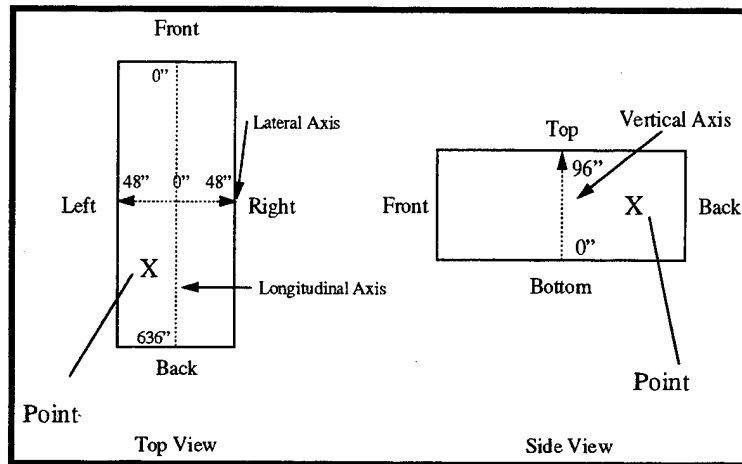 Front
0"
Lateral Axis
48" 0" 48"
Left
Right
X
Longitudinal Axis
636"
Back
Point
Top View
Top
Vertical Axis
96"
Front
X
Back
0"
Bottom
Point
Side View